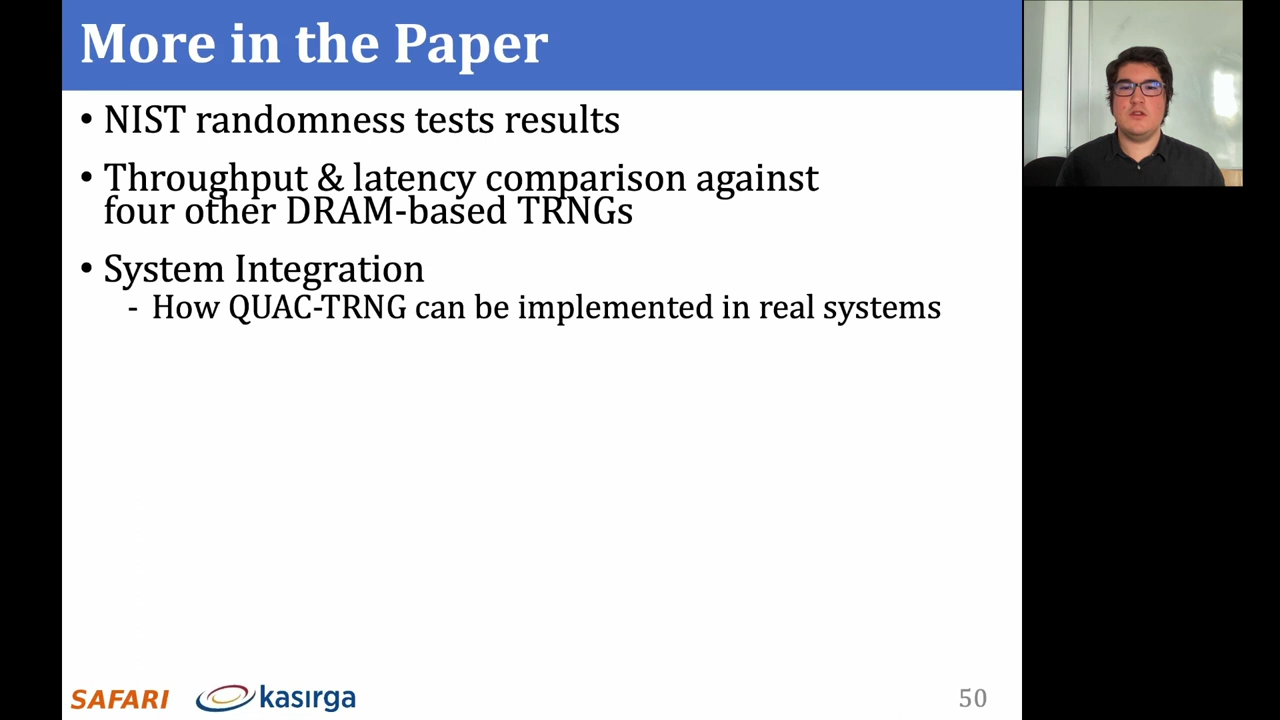 More in the Paper
• NIST randomness tests results
• Throughput & latency comparison against
four other DRAM-based TRNGs
• System Integration
- How QUAC-TRNG can be implemented in real systems
SAFARI
kasırga
50